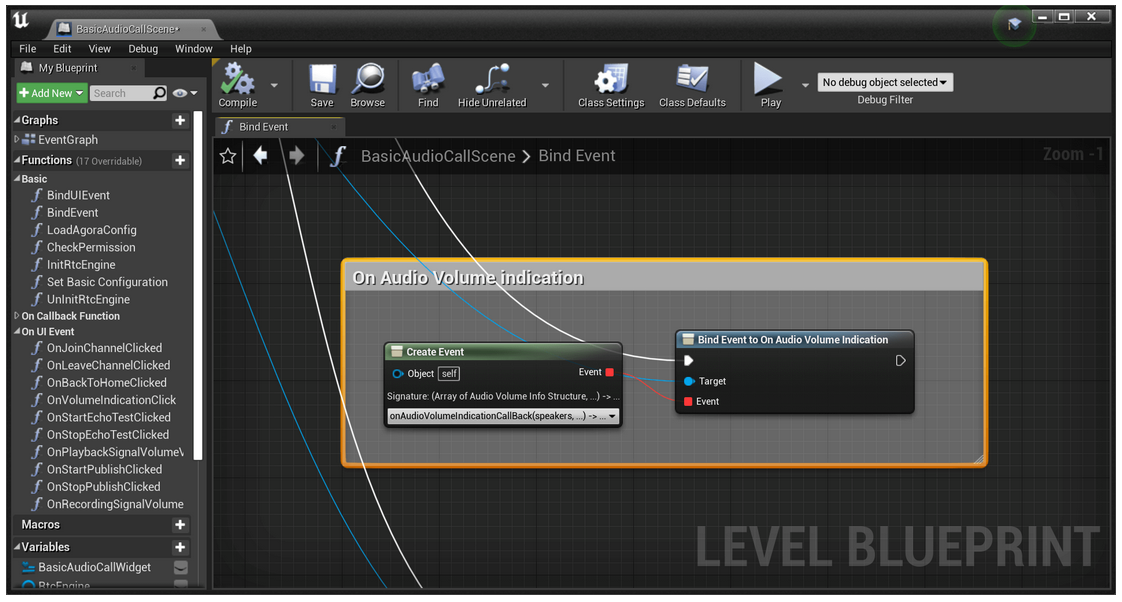 BasicAudioCallScene•
File Edit View Debug Window Help
My Blueprint
Add New
Search
Compile
Save
Browse
Find
Hide Unrelated
Class Settings
Class Defaults
Play
No debug object selected
Debug Filter
Graphs
EventGraph
Functions (17 Overridable)
Basic
BindUIEvent
BindEvent
LoadAgoraConfig
CheckPermission
InitRtcEngine
Set Basic Configuration
UnInitRtcEngine
On Callback Function
On UI Event
OnJoinChannelClicked
OnLeaveChannelClicked
OnBackToHomeClicked
OnVolumeIndicationClick
OnStartEchoTestClicked
OnStopEchoTestClicked
OnPlaybackSignalVolumeV
OnStartPublishClicked
OnStopPublishClicked
OnRecordingSignalVolume
Macros
Variables
BasicAudioCallWidget
RtcEngine
Bind Event
BasicAudioCallScene > Bind Event
Zoom -1
On Audio Volume indication
Create Event
Object self
Event
Signature: (Array of Audio Volume Info Structure, ...) -> ...
onAudioVolumeIndicationCallBack(speakers, ...) -> ...
Bind Event to On Audio Volume Indication
Target
Event
LEVEL BLUEPRINT